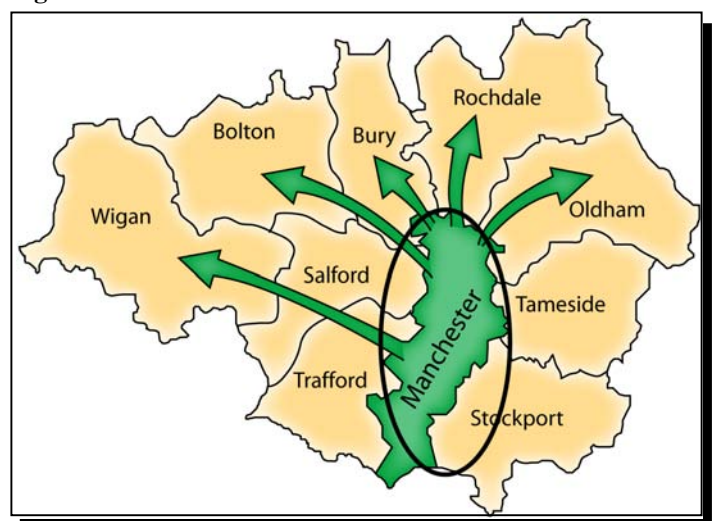 Rochdale
Bolton
Bury
Wigan
Oldham
Salford
Tameside
Manchester
Trafford
Stockport